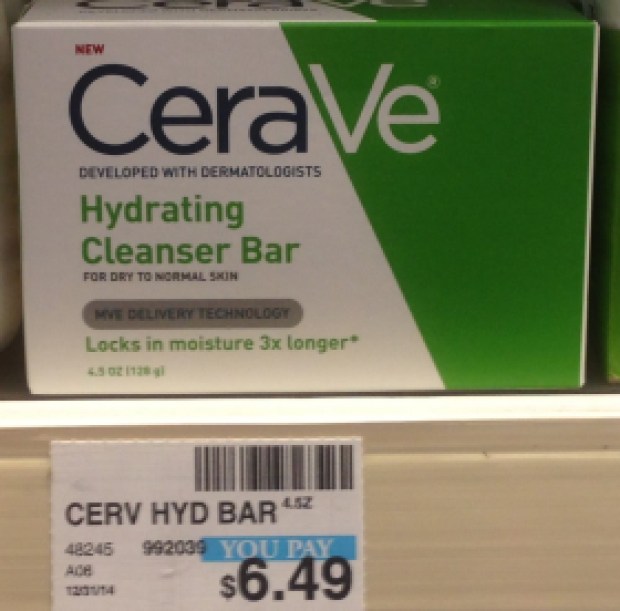 NEW
CeraVe®
DEVELOPED WITH DERMATOLOGISTS
Hydrating
Cleanser Bar
FOR DRY TO NORMAL SKIN
MVE DELIVERY TECHNOLOGY
Locks in moisture 3x longer*
4.5 OZ (128 g)
CERV HYD BAR 4.5Z
48245 992039 YOU PAY
A06
12/31/14
$6.49